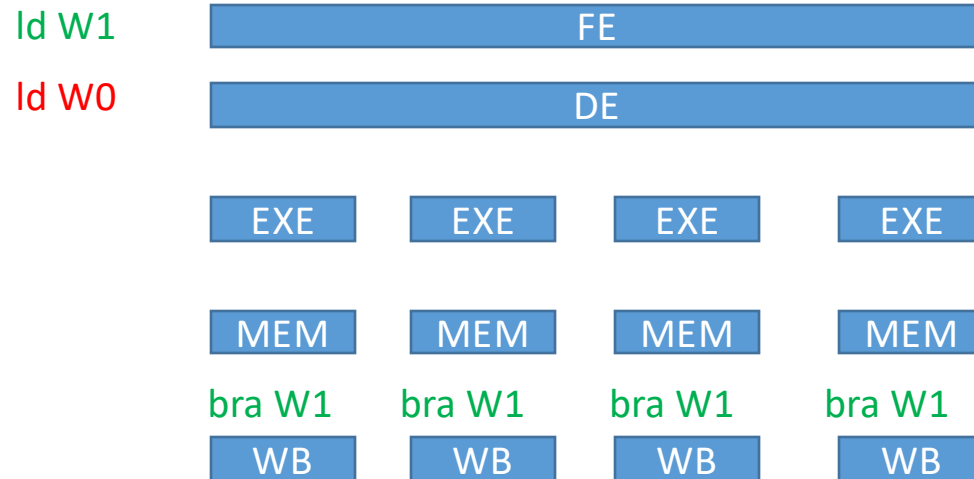 ld W1 FE
ld W0 DE
EXE EXE EXE EXE
MEM MEM MEM MEM
bra W1 bra W1 bra W1 bra W1
WB WB WB WB